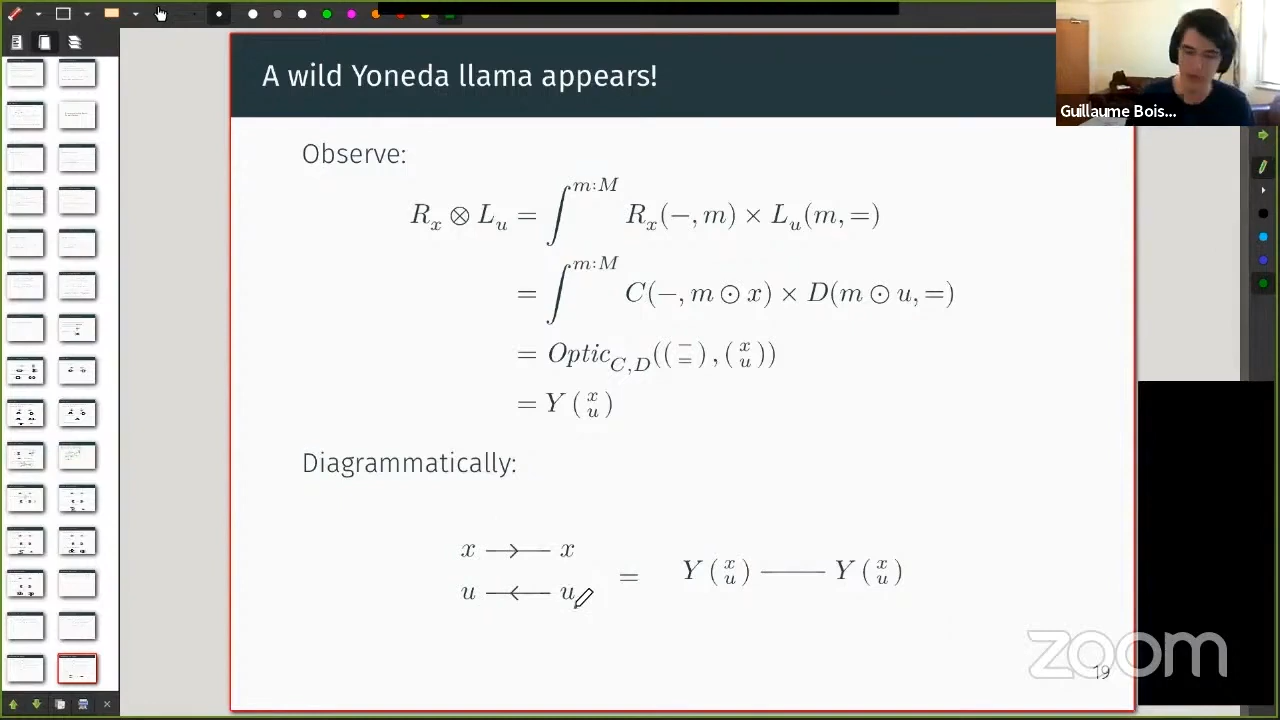 A wild Yoneda llama appears!
Guillaume Bois...
Observe:
R_x ⊗ L_u = ∫^{m:M} R_x(−, m) × L_u(m, =)
= ∫^{m:M} C(−, m ⊙ x) × D(m ⊙ u, =)
= Optic_{C,D}((−/=), (x/u))
= Y (x/u)
Diagrammatically:
x → x
u ← u
= Y (x/u) — Y (x/u)
zoom
19